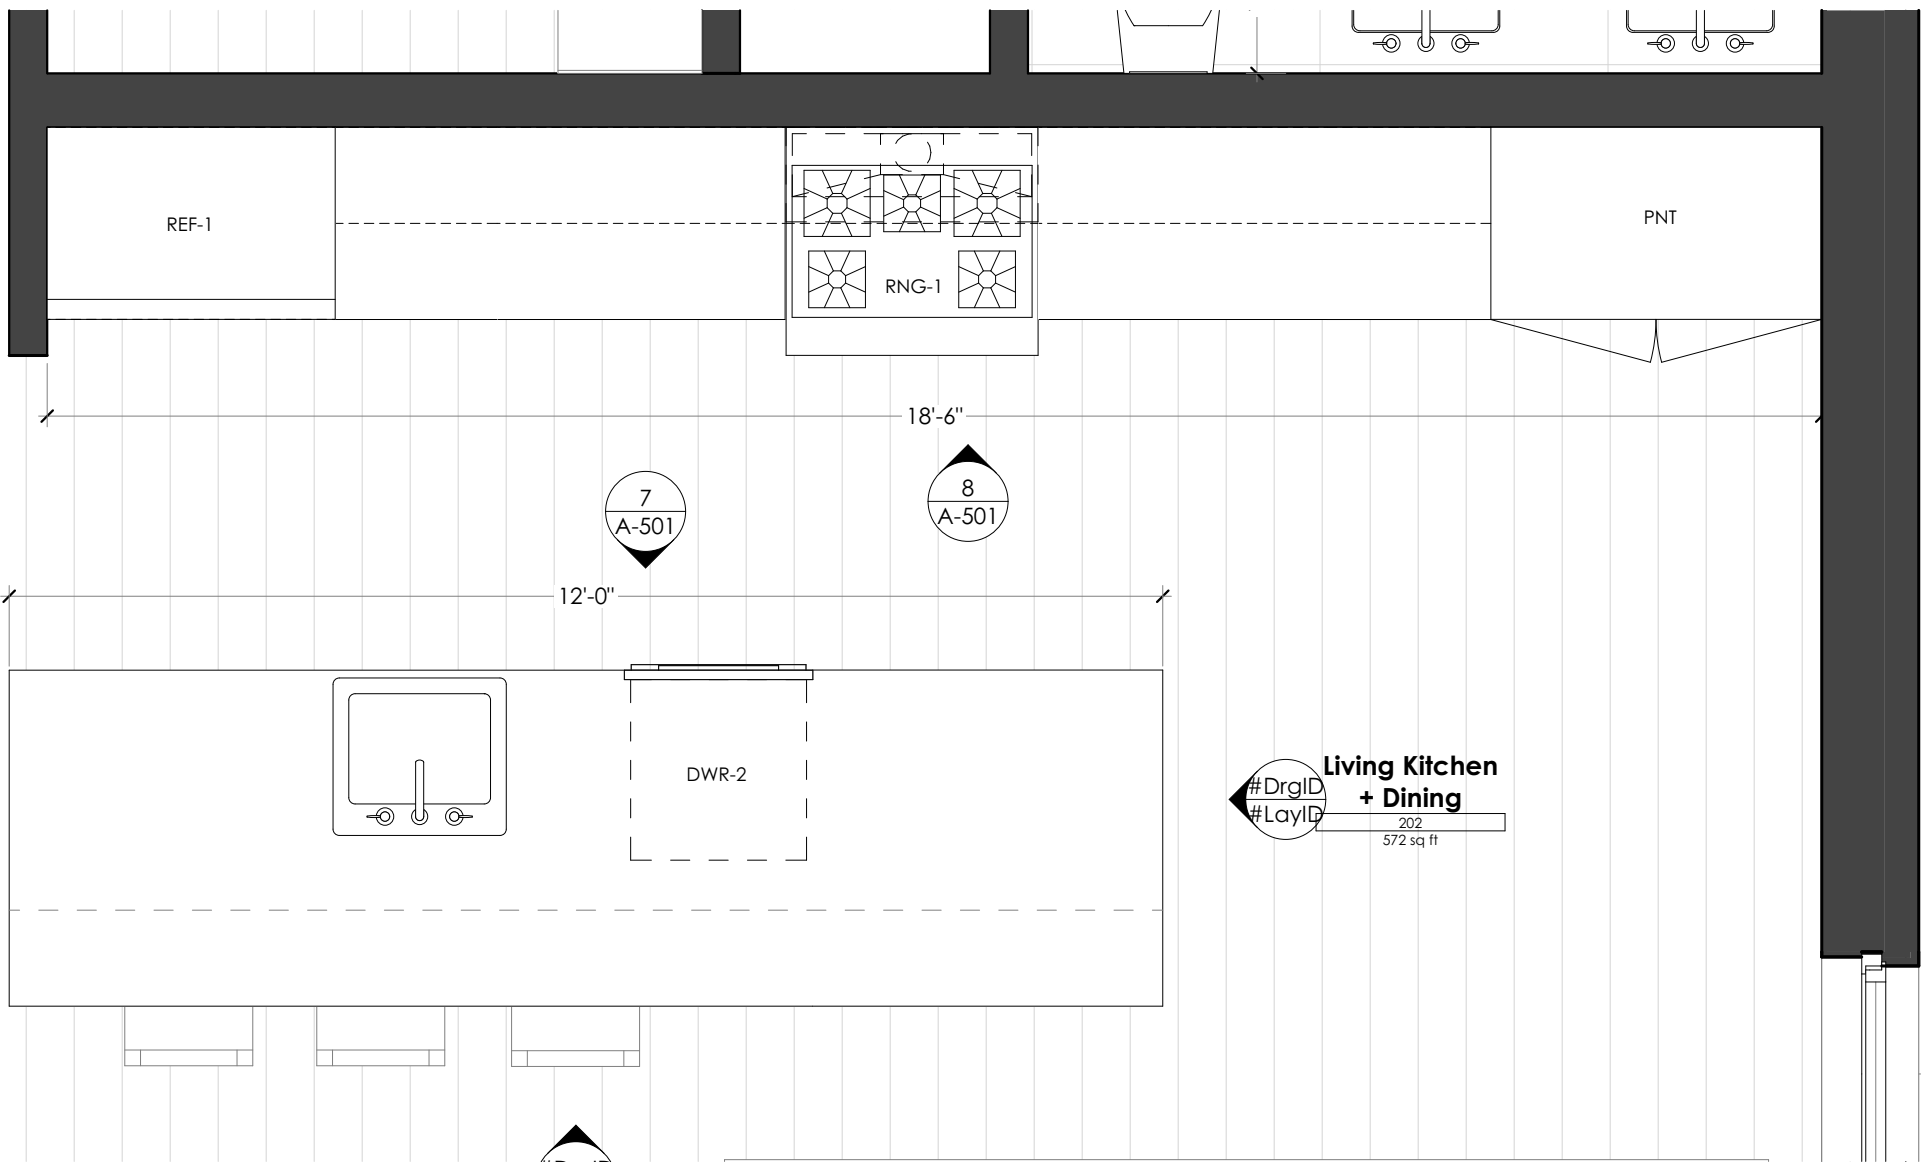 REF-1
PNT
RNG-1
18'-6"
7
A-501
8
A-501
12'-0"
DWR-2
#DrgID
#LayID
Living Kitchen
+ Dining
202
572 sq ft